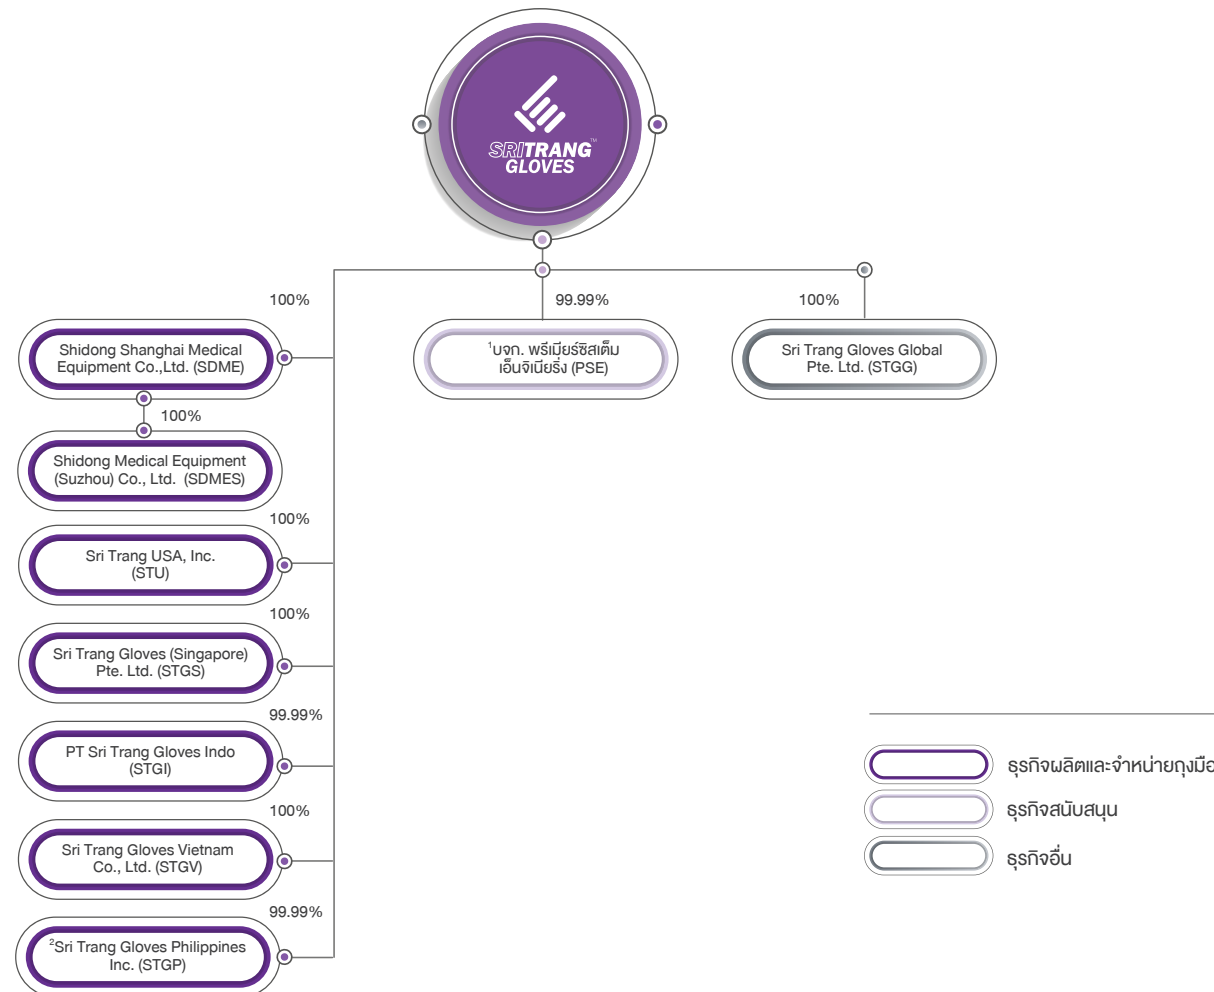 SRITRANG™
GLOVES
100%
99.99%
100%
Shidong Shanghai Medical
Equipment Co.,Ltd. (SDME)
¹บจก. พรีเมียร์ซิสเต็ม
เอ็นจิเนียริ่ง (PSE)
Sri Trang Gloves Global
Pte. Ltd. (STGG)
100%
Shidong Medical Equipment
(Suzhou) Co., Ltd. (SDMES)
100%
Sri Trang USA, Inc.
(STU)
100%
Sri Trang Gloves (Singapore)
Pte. Ltd. (STGS)
99.99%
PT Sri Trang Gloves Indo
(STGI)
100%
Sri Trang Gloves Vietnam
Co., Ltd. (STGV)
99.99%
²Sri Trang Gloves Philippines
Inc. (STGP)
ธุรกิจผลิตและจำหน่ายถุงมือ
ธุรกิจสนับสนุน
ธุรกิจอื่น